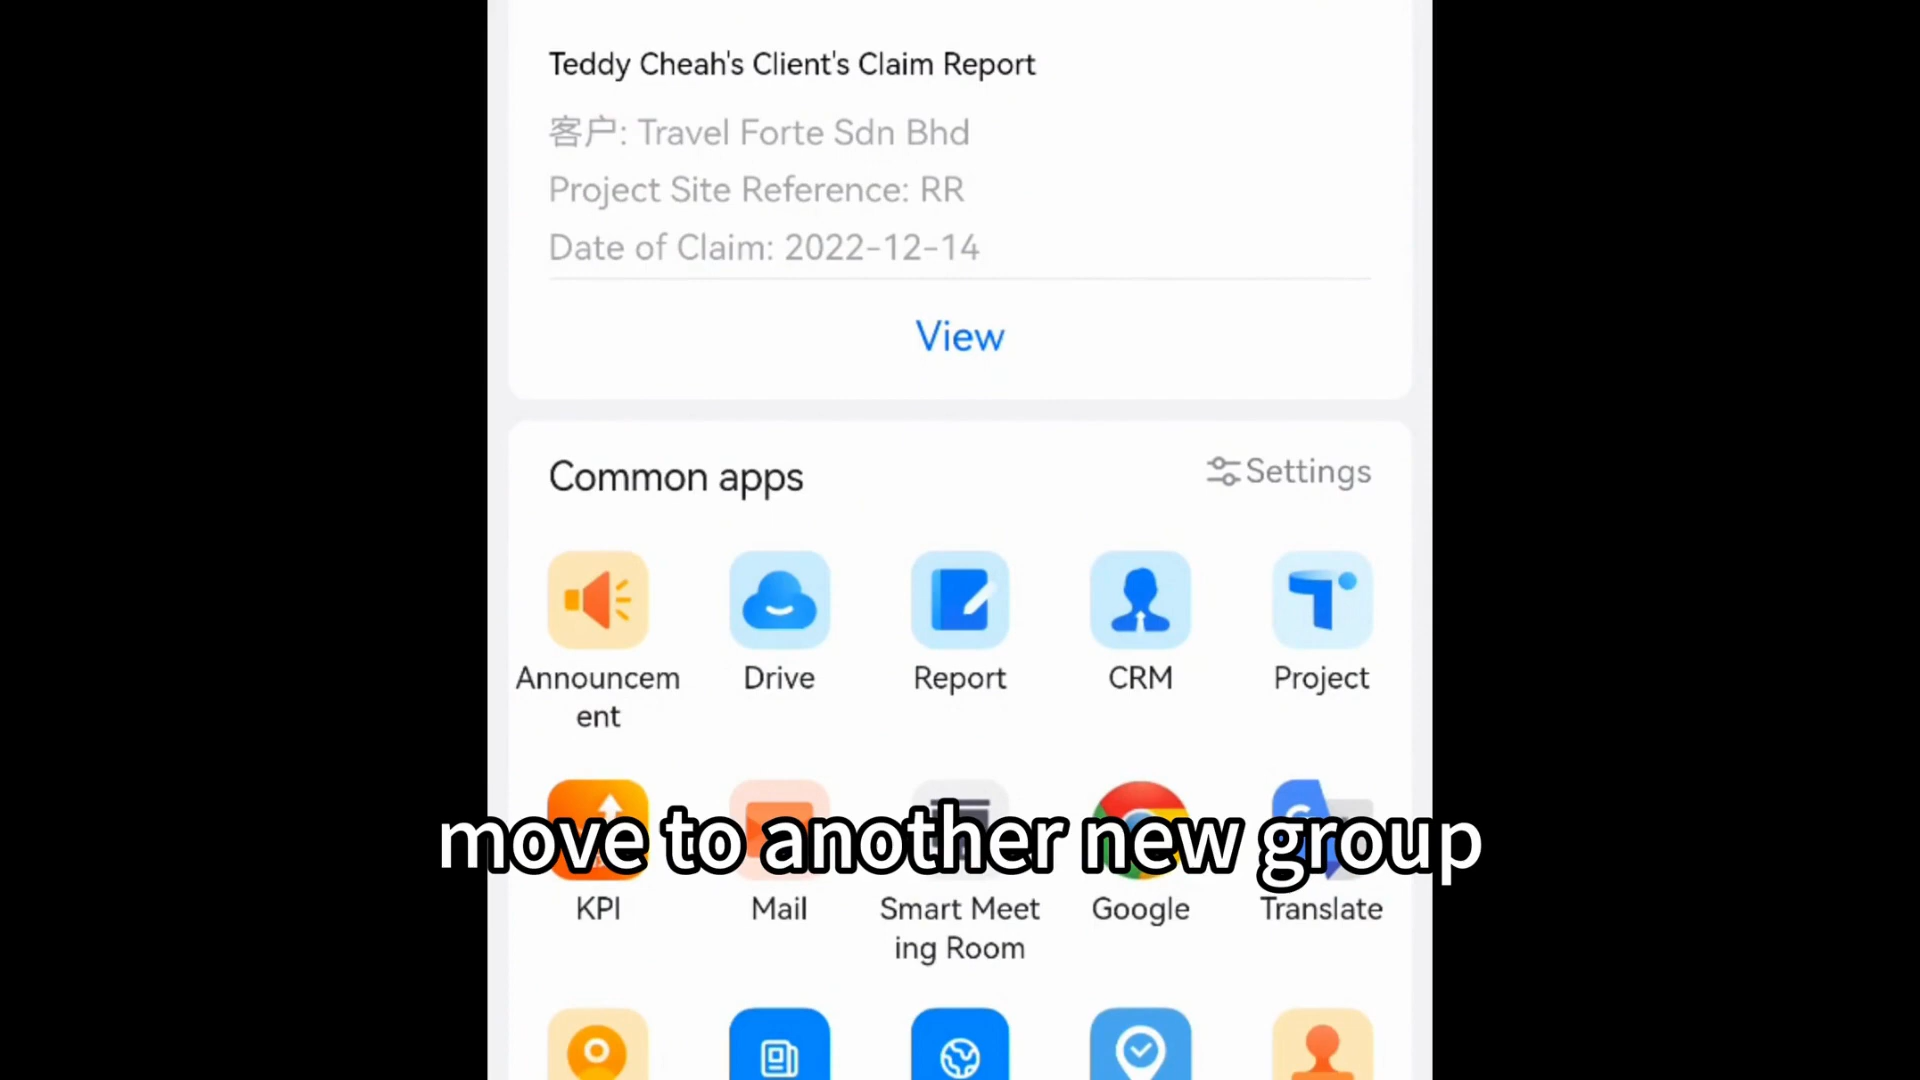 Teddy Cheah's Client's Claim Report
客户: Travel Forte Sdn Bhd
Project Site Reference: RR
Date of Claim: 2022-12-14
View
Common apps
Settings
Announcem
ent
Drive
Report
CRM
Project
move to another new group
KPI
Mail
Smart Meet
ing Room
Google
Translate